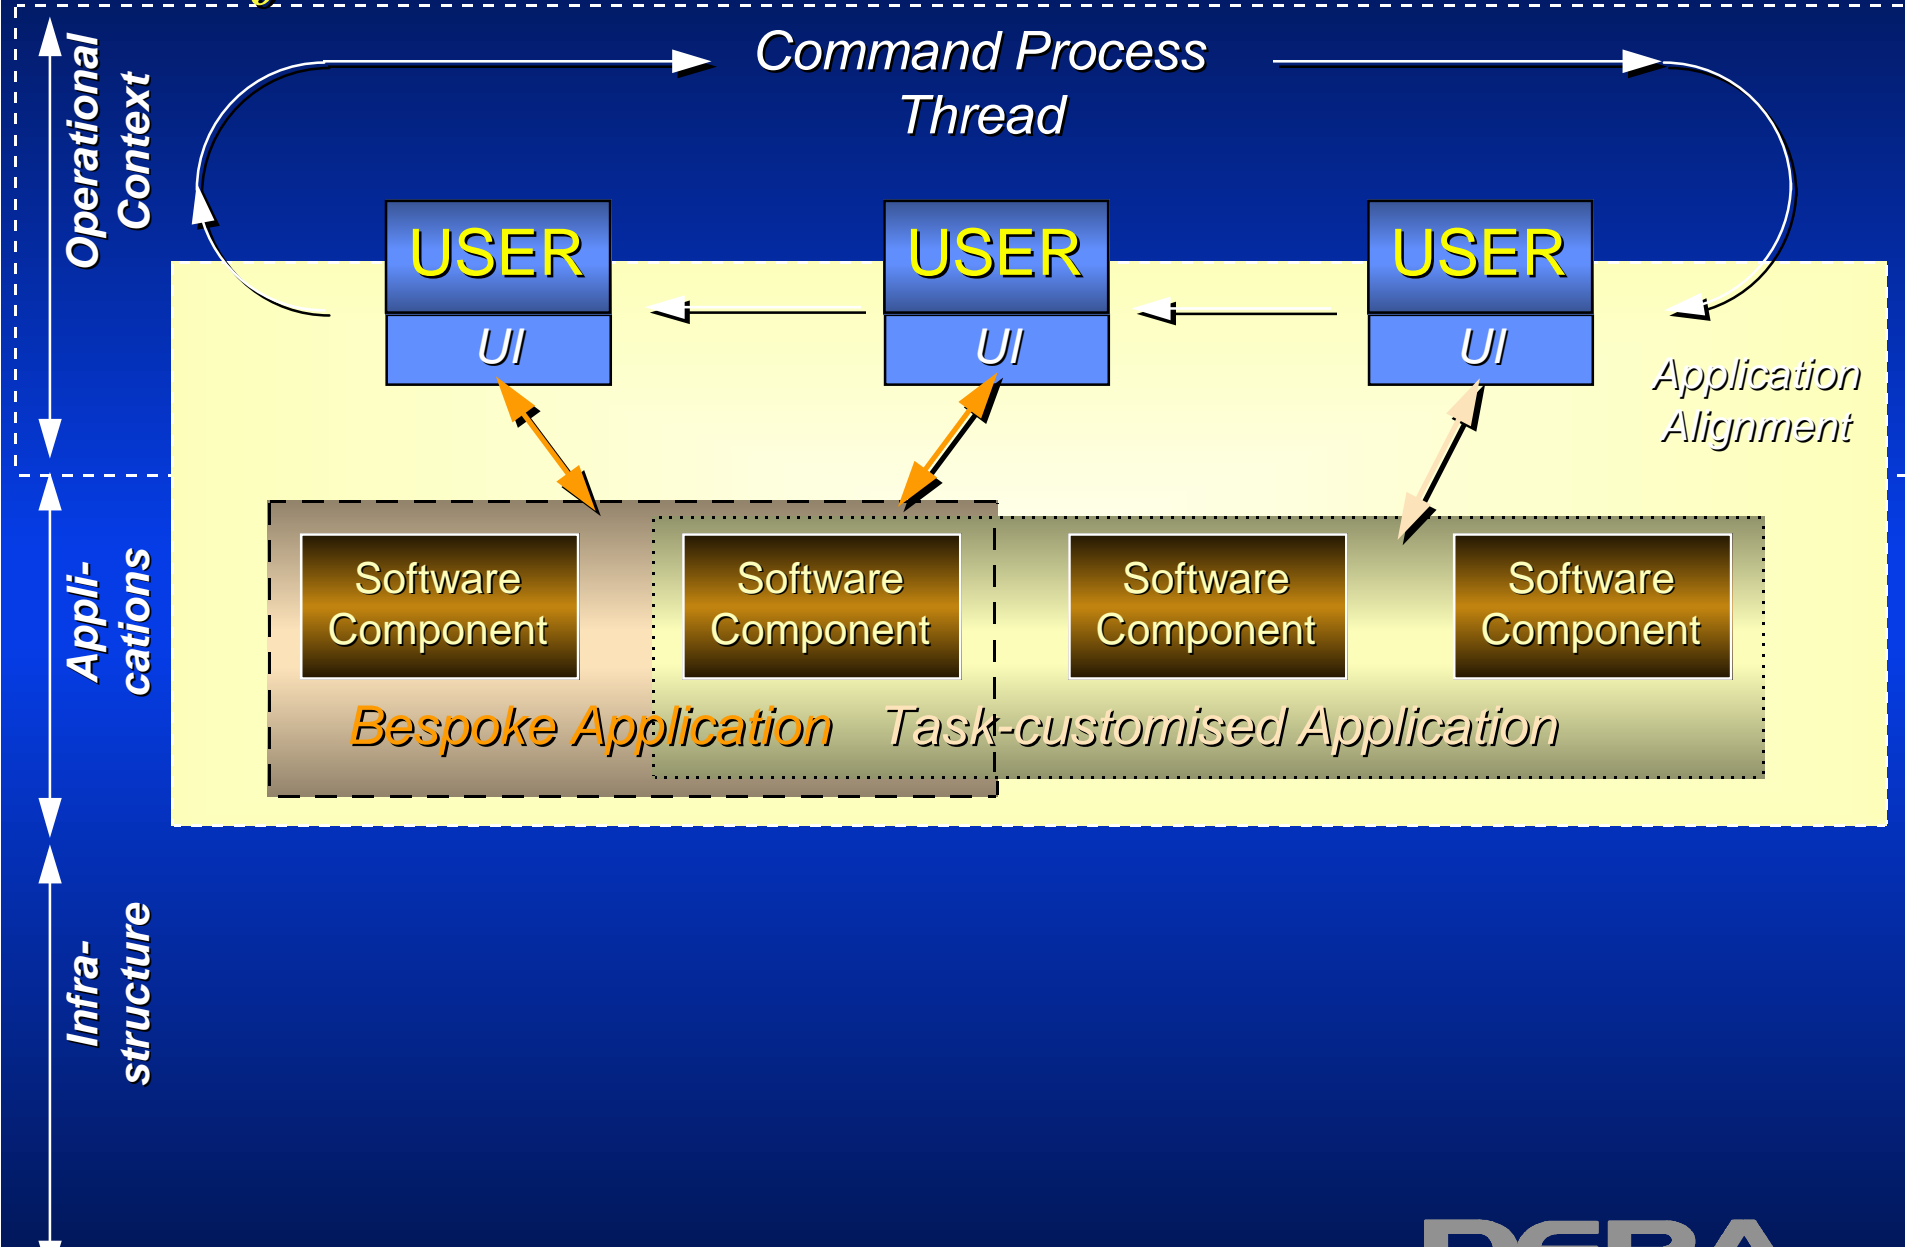 Operational
Context
Command Process
Thread
USER
USER
USER
UI
UI
UI
Application
Alignment
Appli-
cations
Software
Component
Software
Component
Software
Component
Software
Component
Bespoke Application
Task-customised Application
Infra-
structure
DERA